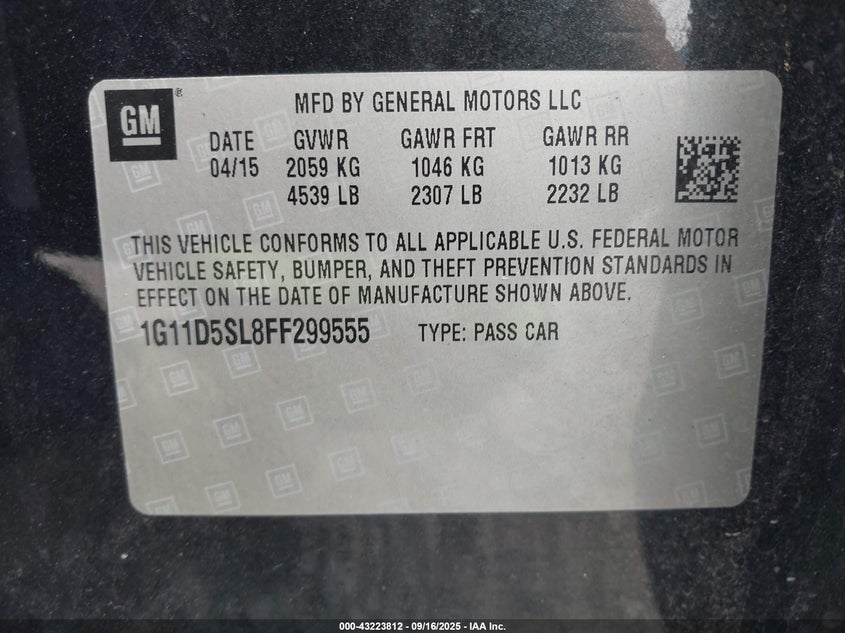 GM
MFD BY GENERAL MOTORS LLC
DATE GVWR GAWR FRT GAWR RR
04/15 2059 KG 1046 KG 1013 KG
4539 LB 2307 LB 2232 LB
THIS VEHICLE CONFORMS TO ALL APPLICABLE U.S. FEDERAL MOTOR
VEHICLE SAFETY, BUMPER, AND THEFT PREVENTION STANDARDS IN
EFFECT ON THE DATE OF MANUFACTURE SHOWN ABOVE.
1G11D5SL8FF299555 TYPE: PASS CAR
000-43223812 - 09/16/2025 - IAA Inc.